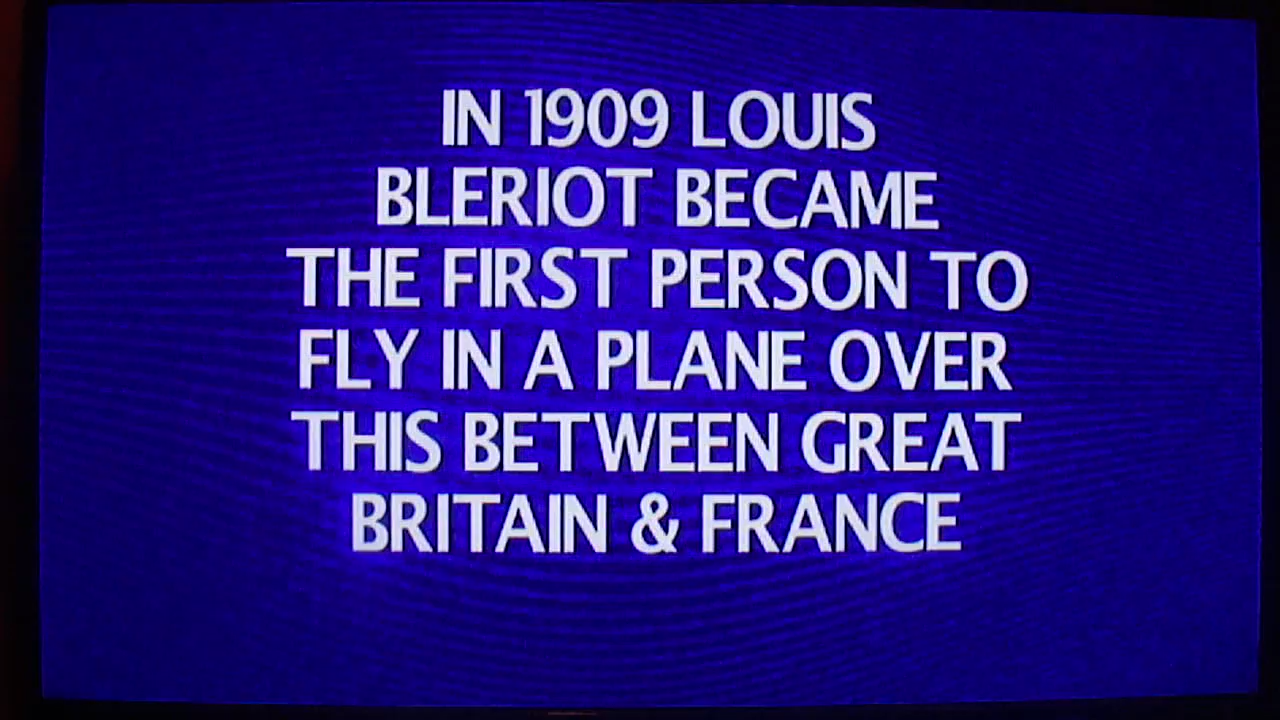 IN 1909 LOUIS
BLERIOT BECAME
THE FIRST PERSON TO
FLY IN A PLANE OVER
THIS BETWEEN GREAT
BRITAIN & FRANCE